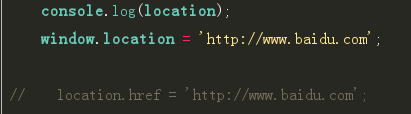 console.log(location);
window.location = 'http://www.baidu.com';
//    location.href = 'http://www.baidu.com';